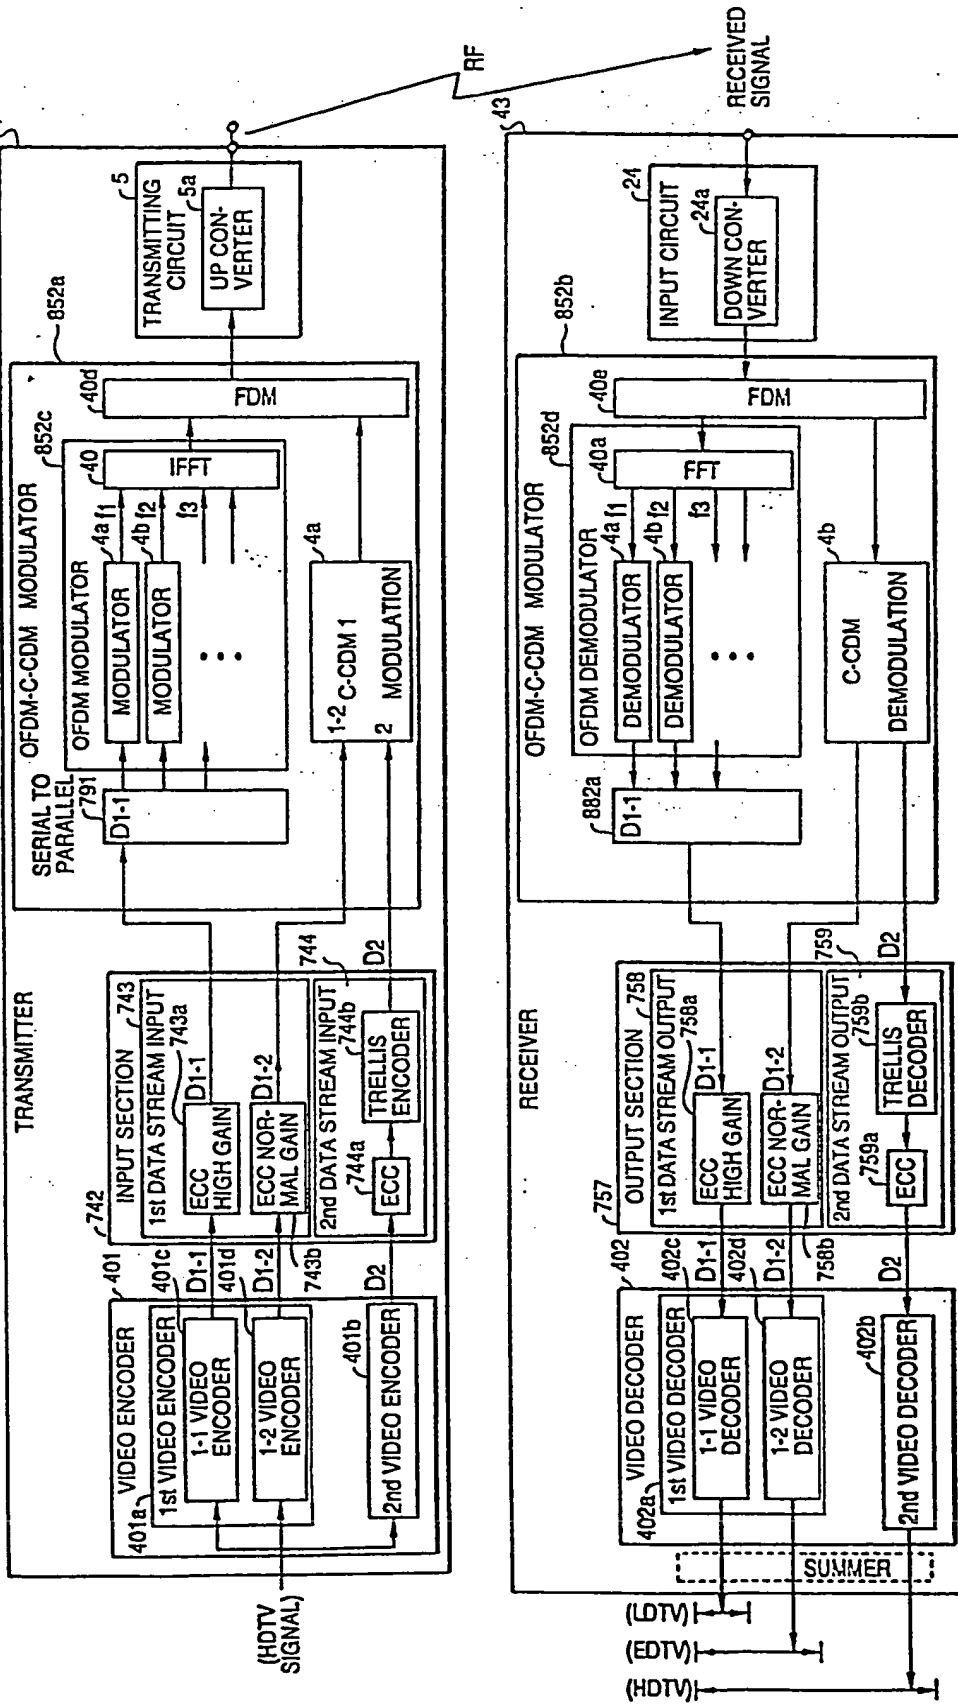 TRANSMITTER
(HDTV
SIGNAL)
401
VIDEO ENCODER
401a
1st VIDEO ENCODER
401c
1-1 VIDEO
ENCODER
401d
1-2 VIDEO
ENCODER
401b
2nd VIDEO ENCODER
D1-1
D1-2
D2
742
INPUT SECTION
743
1st DATA STREAM INPUT
743a
ECC
HIGH GAIN
D1-1
ECC NOR-
MAL GAIN
D1-2
743b
744
2nd DATA STREAM INPUT
744a
ECC
744b
TRELLIS
ENCODER
D2
SERIAL TO
PARALLEL
791
D1-1
OFDM-C-CDM MODULATOR
852a
OFDM MODULATOR
852c
4a
MODULATOR
f1
4b
MODULATOR
f2
f3
• • •
40
IFFT
4a
1-2
C-CDM 1
2
MODULATION
40d
FDM
TRANSMITTING
CIRCUIT
5
5a
UP CON-
VERTER
RF
RECEIVED
SIGNAL
RECEIVER
43
INPUT CIRCUIT
24
24a
DOWN CON-
VERTER
OFDM-C-CDM MODULATOR
852b
40e
FDM
OFDM DEMODULATOR
852d
40a
FFT
4a
f1
DEMODULATOR
4b
f2
DEMODULATOR
f3
• • •
4b
C-CDM
DEMODULATION
882a
D1-1
757
OUTPUT SECTION
758
1st DATA STREAM OUTPUT
758a
ECC
HIGH GAIN
D1-1
ECC NOR-
MAL GAIN
D1-2
758b
759
2nd DATA STREAM OUTPUT
759a
ECC
759b
TRELLIS
DECODER
D2
D1-1
D1-2
D2
402
VIDEO DECODER
402a
1st VIDEO DECODER
402c
1-1 VIDEO
DECODER
402d
1-2 VIDEO
DECODER
402b
2nd VIDEO DECODER
SUMMER
(LDTV)
(EDTV)
(HDTV)